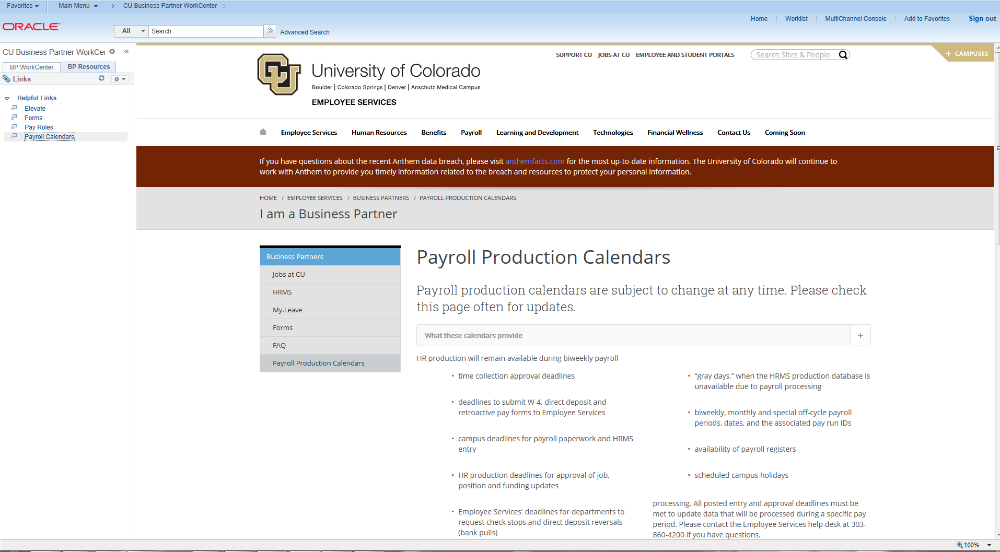 Favorites
Main Menu
CU Business Partner WorkCenter
ORACLE
All
Search
Advanced Search
Home
Worklist
MultiChannel Console
Add to Favorites
Sign out
CU Business Partner WorkCe
BP WorkCenter
BP Resources
Links
Helpful Links
Elevate
Forms
Pay Roles
Payroll Calendars
SUPPORT CU
JOBS AT CU
EMPLOYEE AND STUDENT PORTALS
Search Sites & People
+ CAMPUSES
CU
University of Colorado
Boulder | Colorado Springs | Denver | Anschutz Medical Campus
EMPLOYEE SERVICES
Employee Services
Human Resources
Benefits
Payroll
Learning and Development
Technologies
Financial Wellness
Contact Us
Coming Soon
If you have questions about the recent Anthem data breach, please visit anthemfacts.com for the most up-to-date information. The University of Colorado will continue to
work with Anthem to provide you timely information related to the breach and resources to protect your personal information.
HOME / EMPLOYEE SERVICES / BUSINESS PARTNERS / PAYROLL PRODUCTION CALENDARS
I am a Business Partner
Business Partners
Jobs at CU
HRMS
My.Leave
Forms
FAQ
Payroll Production Calendars
Payroll Production Calendars
Payroll production calendars are subject to change at any time. Please check
this page often for updates.
What these calendars provide
+
HR production will remain available during biweekly payroll
• time collection approval deadlines
• deadlines to submit W-4, direct deposit and
retroactive pay forms to Employee Services
• campus deadlines for payroll paperwork and HRMS
entry
• HR production deadlines for approval of job,
position and funding updates
• Employee Services' deadlines for departments to
request check stops and direct deposit reversals
(bank pulls)
• “gray days,” when the HRMS production database is
unavailable due to payroll processing
• biweekly, monthly and special off-cycle payroll
periods, dates, and the associated pay run IDs
• availability of payroll registers
• scheduled campus holidays
processing. All posted entry and approval deadlines must be
met to update data that will be processed during a specific pay
period. Please contact the Employee Services help desk at 303-
860-4200 if you have questions.
100%